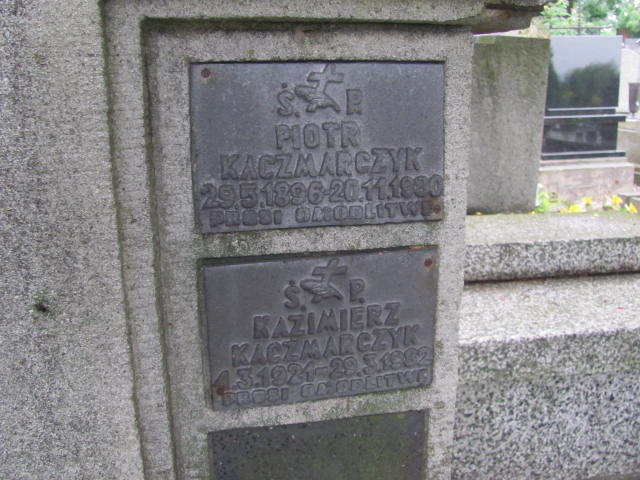 Ś. P.
PIOTR
KACZMARCZYK
29.5.1896-20.11.1980
PROSI O MODLITWĘ
Ś. P.
KAZIMIERZ
KACZMARCZYK
4.3.1921-29.3.1992
PROSI O MODLITWĘ